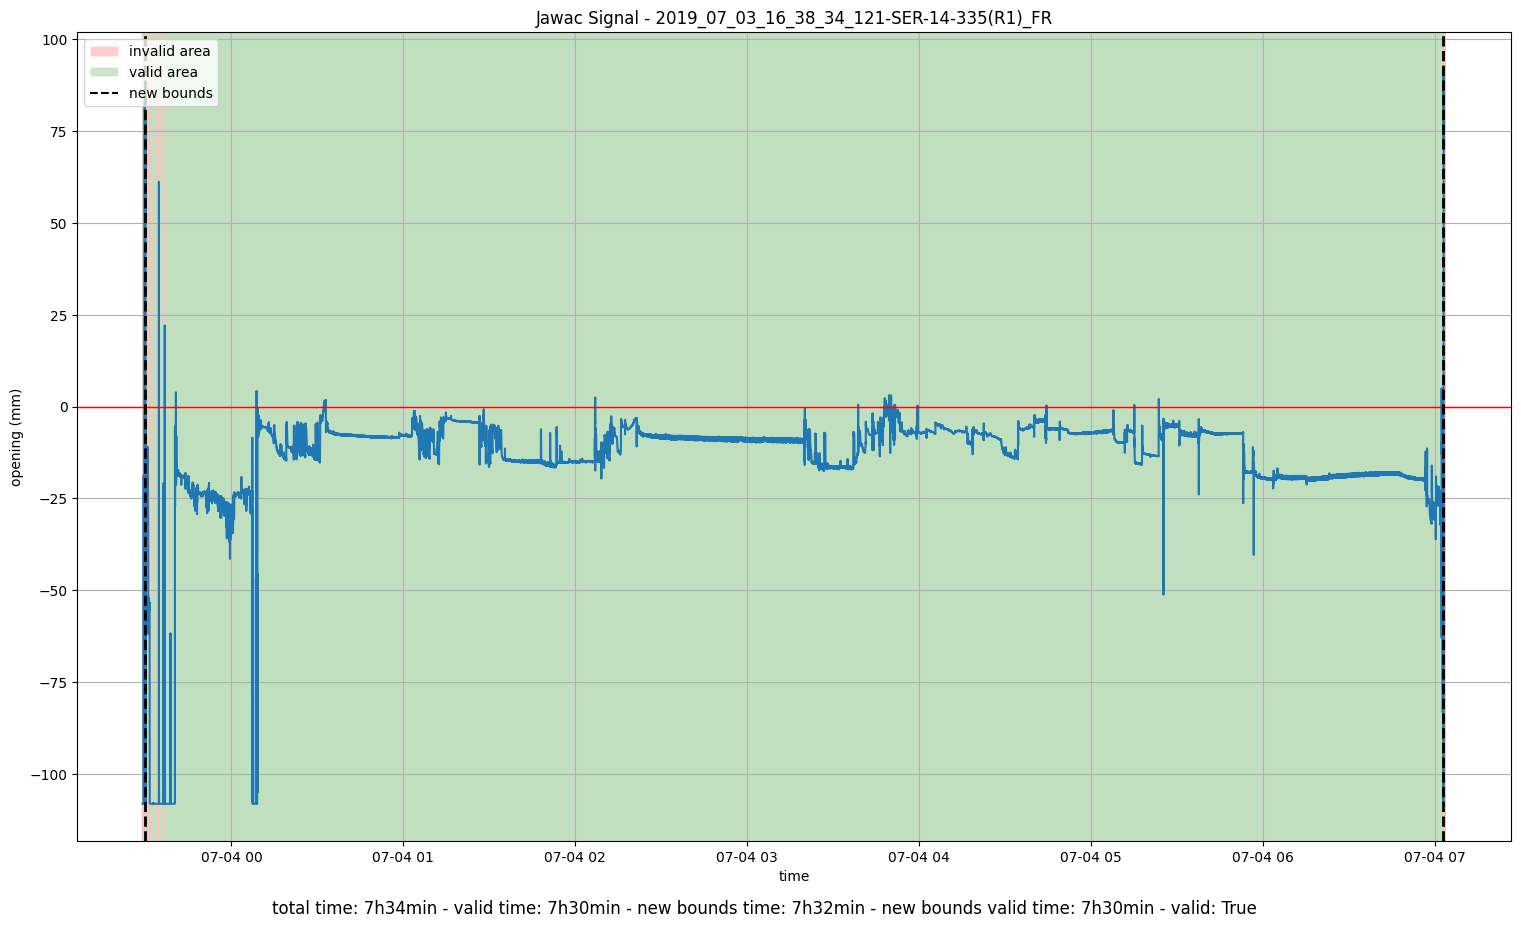 Jawac Signal - 2019_07_03_16_38_34_121-SER-14-335(R1)_FR
invalid area
valid area
new bounds
100
75
50
25
0
−25
−50
−75
−100
opening (mm)
07-04 00
07-04 01
07-04 02
07-04 03
07-04 04
07-04 05
07-04 06
07-04 07
time
total time: 7h34min - valid time: 7h30min - new bounds time: 7h32min - new bounds valid time: 7h30min - valid: True